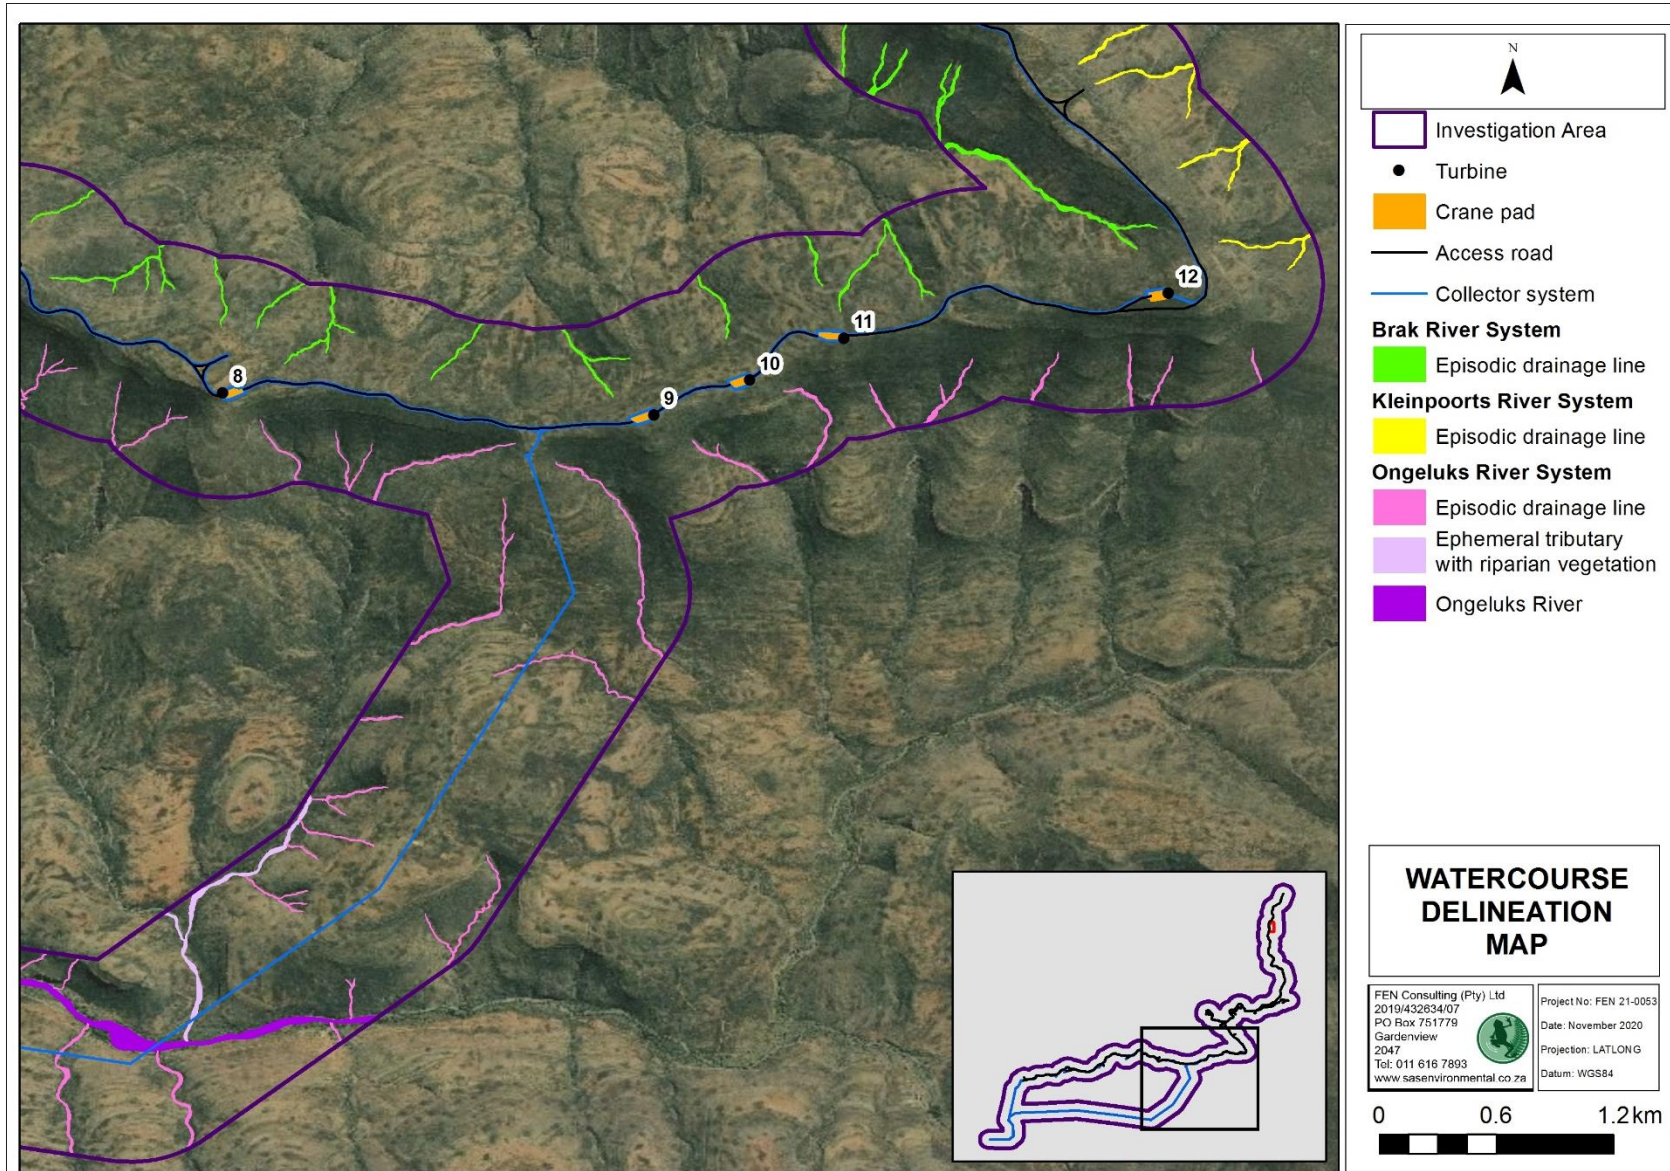 N
Investigation Area
Turbine
Crane pad
Access road
Collector system
Brak River System
Episodic drainage line
Kleinpoorts River System
Episodic drainage line
Ongeluks River System
Episodic drainage line
Ephemeral tributary
with riparian vegetation
Ongeluks River
8
9
10
11
12
WATERCOURSE
DELINEATION
MAP
FEN Consulting (Pty) Ltd
2019/432634/07
PO Box 751779
Gardenview
2047
Tel: 011 616 7893
www.sasenvironmental.co.za
Project No: FEN 21-0053
Date: November 2020
Projection: LATLONG
Datum: WGS84
0 0.6 1.2 km